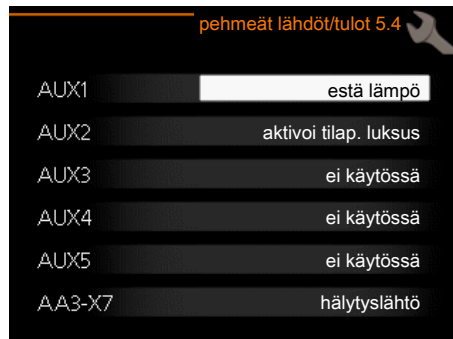 pehmeät lähdöt/tulot 5.4
AUX1 estä lämpö
AUX2 aktivoi tilap. luksus
AUX3 ei käytössä
AUX4 ei käytössä
AUX5 ei käytössä
AA3-X7 hälytyslähtö